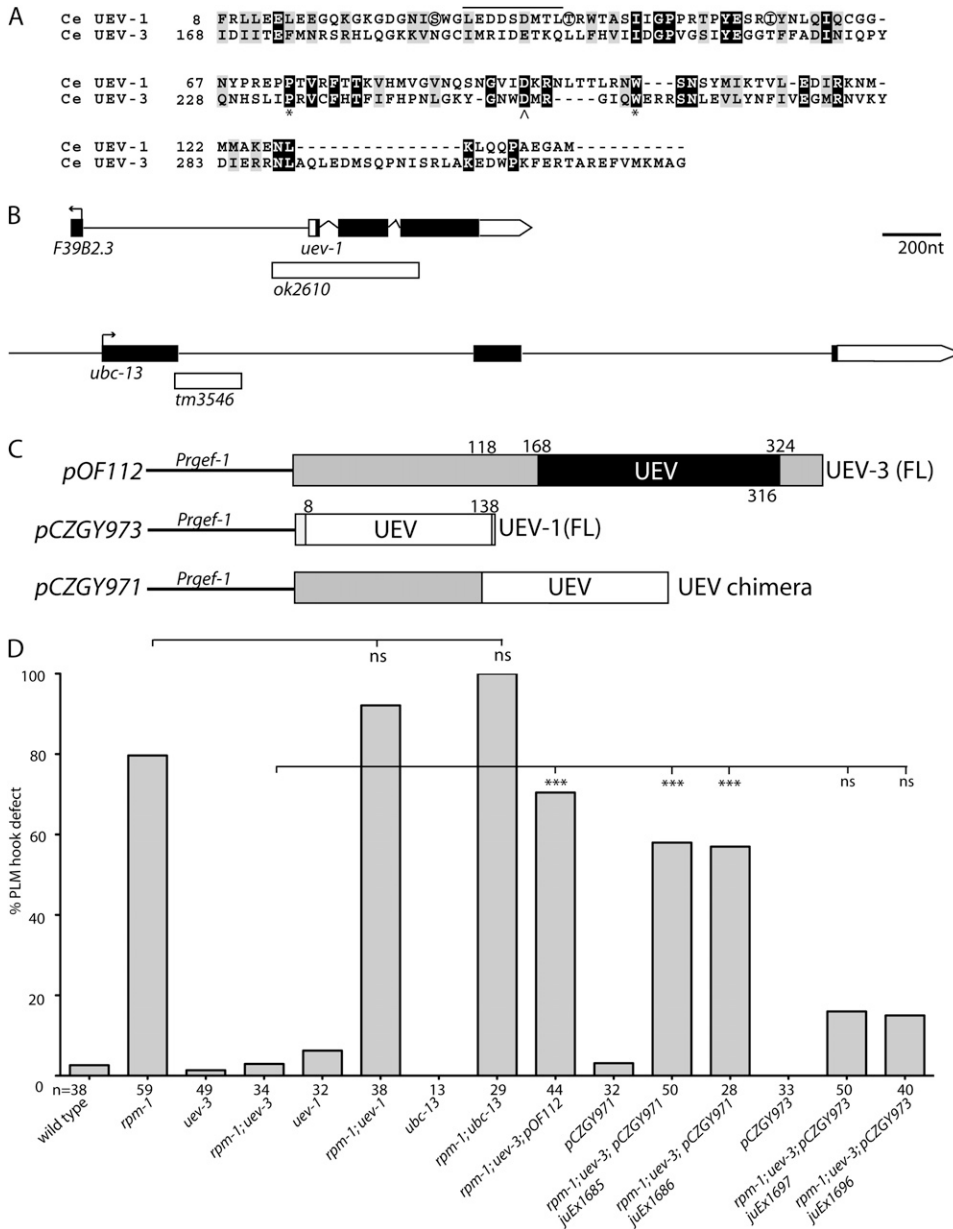 A
Ce UEV-1 8 FRLLEELEEGQKGKGDGNISWGLEDDSDMTLTRWTASIIGPPRTPYESRIYNLQIQCGG-
Ce UEV-3 168 IDIITEFMNRSRHLQGKKVNGCIMRIDETKQLLFHVIIDGPVGSIYEGGTFFADINIQPY
Ce UEV-1 67 NYPREPPTVRFTTKVHMVGVNQSNGVIDKRNLTTLRNW---SNSYMIKTVL-EDIRKNM-
Ce UEV-3 228 QNHSLIPRVCFHTFIFHPNLGKY-GNWDMR----GIQWERRSNLEVLYNFIVEGMRNVKY
* ^ *
Ce UEV-1 122 MMAKENL----------------KLQQPAEGAM-----------
Ce UEV-3 283 DIERRNLAQLEDMSQPNISRLAKEDWPKFERTAREFVMKMAG
B
F39B2.3
uev-1
200nt
ok2610
ubc-13
tm3546
C
118 168 324
pOF112 Prgef-1 UEV UEV-3 (FL)
316
8 138
pCZGY973 Prgef-1 UEV UEV-1(FL)
pCZGY971 Prgef-1 UEV UEV chimera
D
ns ns
*** *** *** ns ns
% PLM hook defect
100
80
60
40
20
0
n=38 59 49 34 32 38 13 29 44 32 50 28 33 50 40
wild type
rpm-1
uev-3
rpm-1; uev-3
uev-1
rpm-1; uev-1
ubc-13
rpm-1; ubc-13
rpm-1; uev-3; pOF112
pCZGY971
rpm-1; uev-3; pCZGY971
juEx1685
rpm-1; uev-3; pCZGY971
juEx1686
pCZGY973
rpm-1; uev-3; pCZGY973
juEx1697
rpm-1; uev-3; pCZGY973
juEx1696